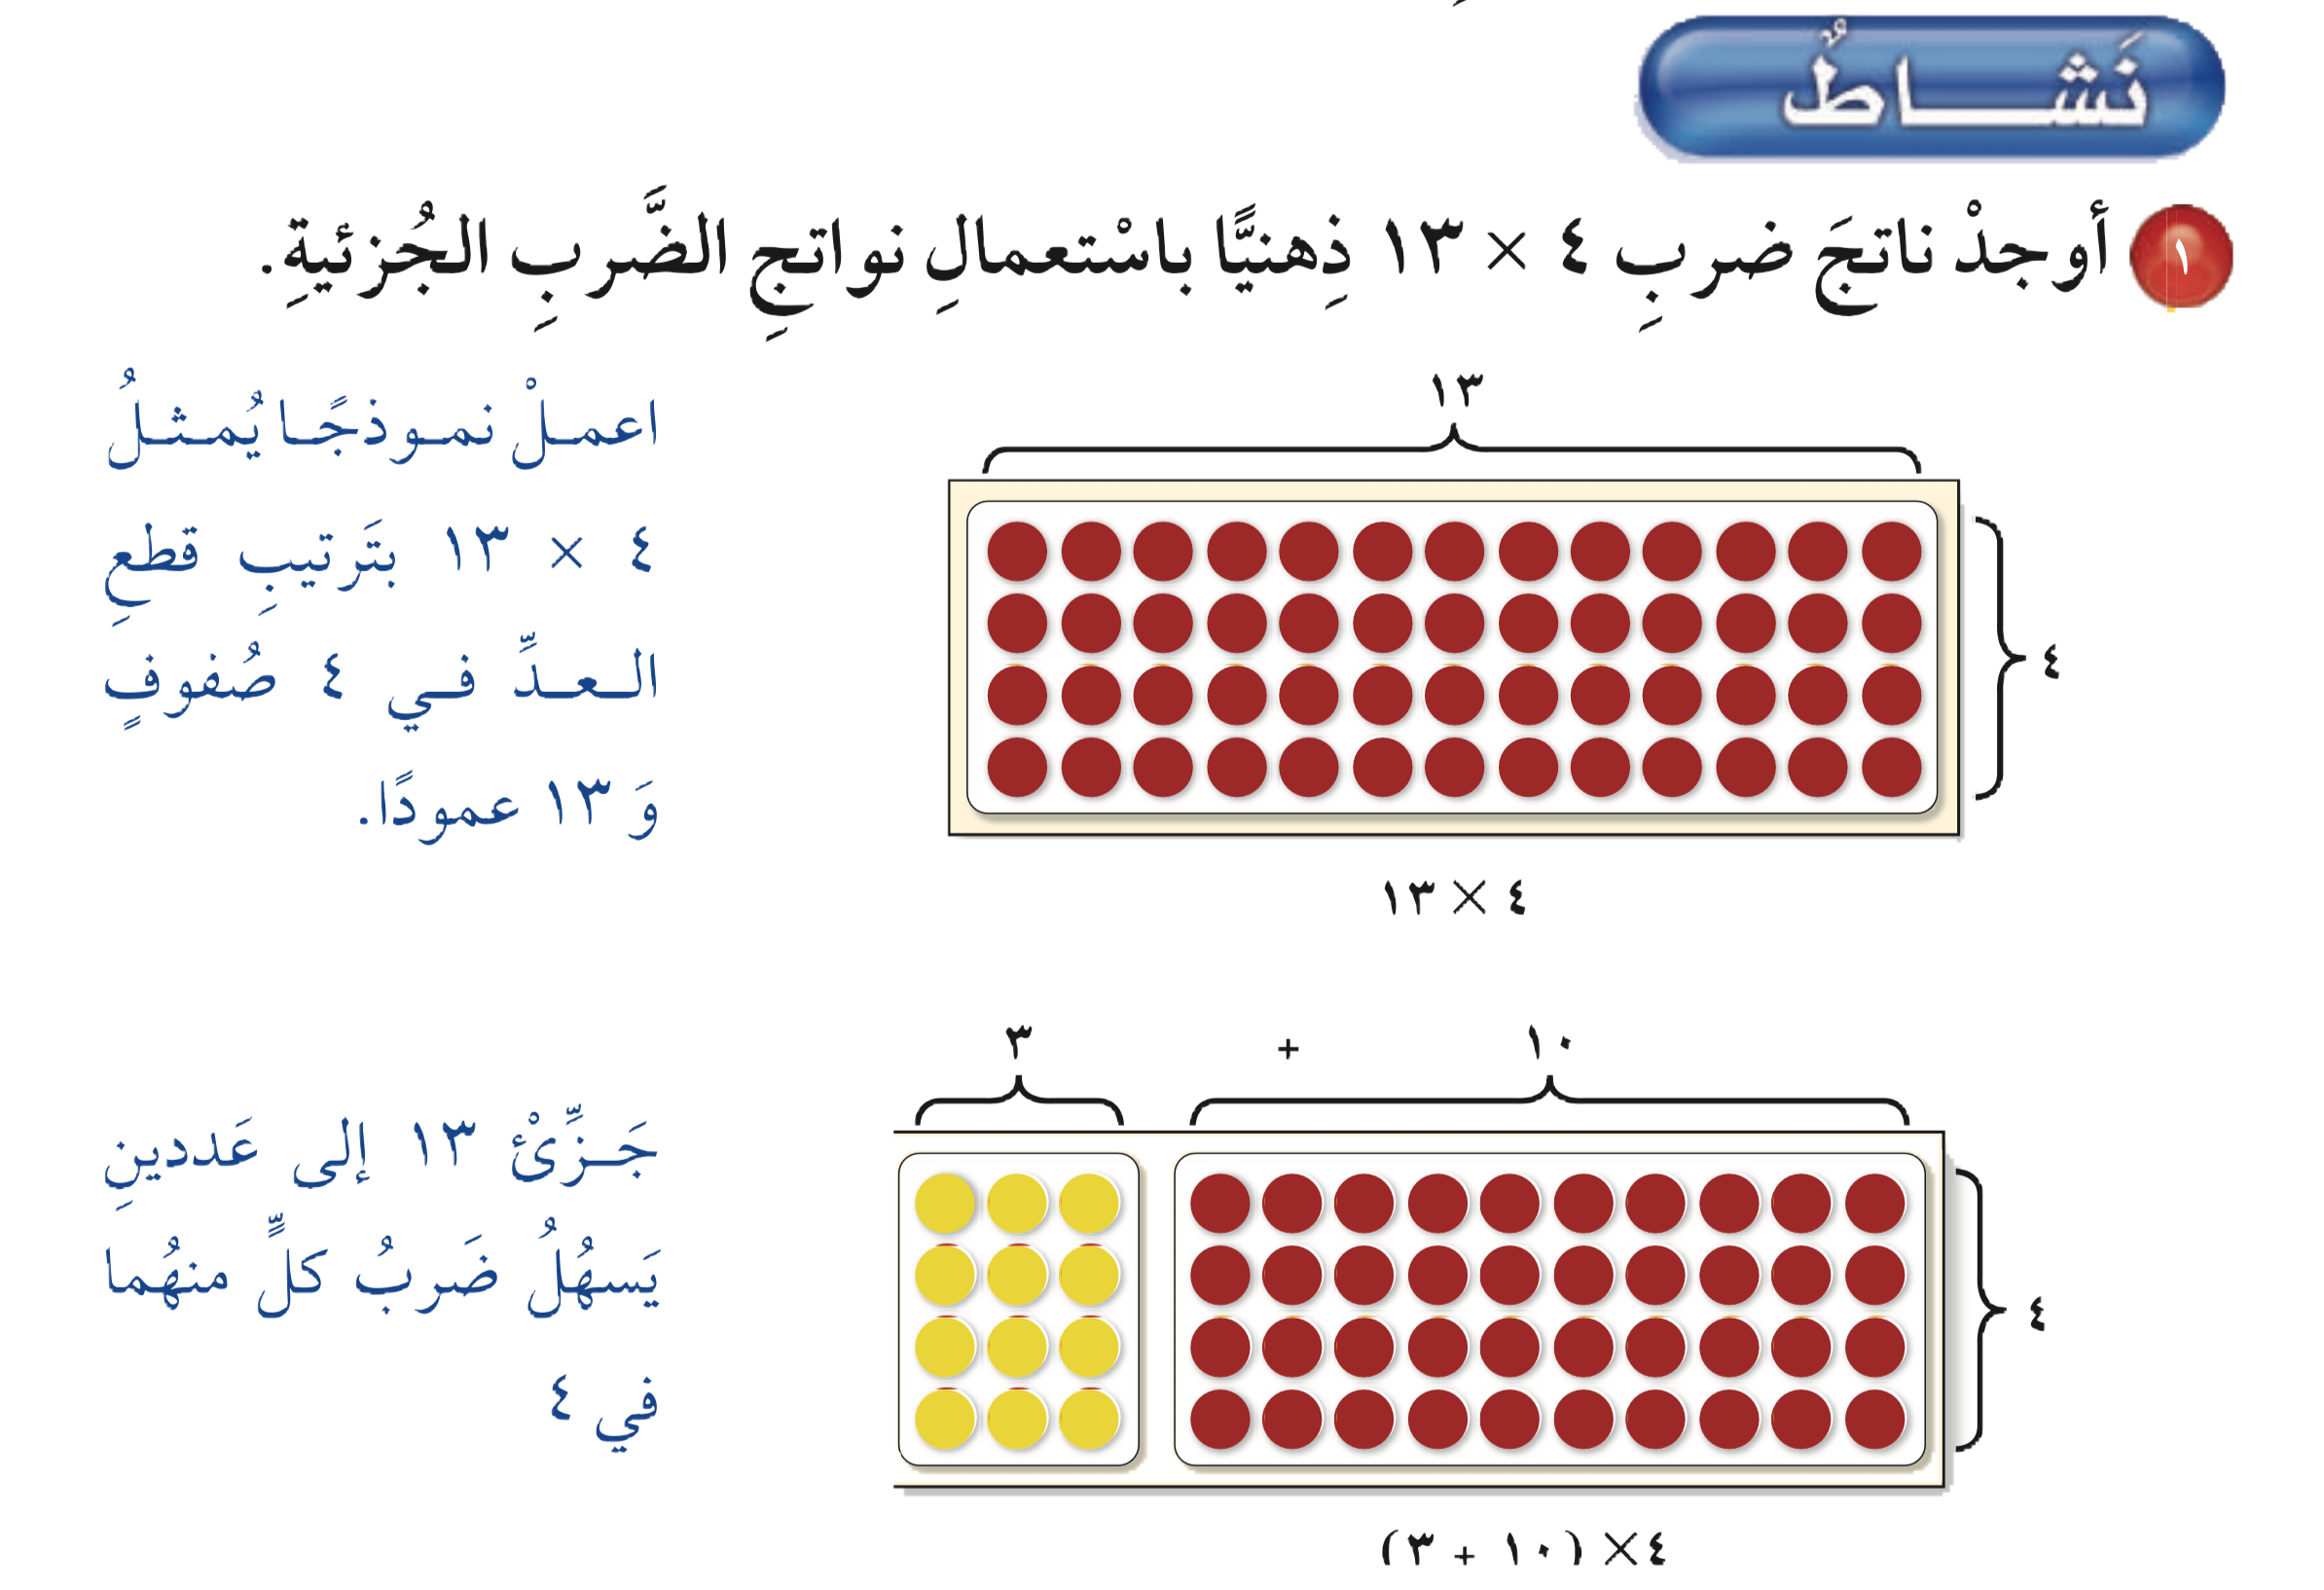 نَشَاطٌ
١ أوجدْ ناتجَ ضربِ ٤ × ١٣ ذِهنيًّا باسْتعمالِ نواتجِ الضَّربِ الجُزئيةِ.
١٣
اعملْ نموذجًا يُمثلُ
٤ × ١٣ بتَرتيبِ قطعِ
العدِّ في ٤ صُفوفٍ
وَ ١٣ عمودًا.
٤
٤ × ١٣
١٠ + ٣
جَزِّئْ ١٣ إلى عَددينِ
يَسهُلُ ضَربُ كلٍّ منهُما
في ٤
٤
٤ × (١٠ + ٣)